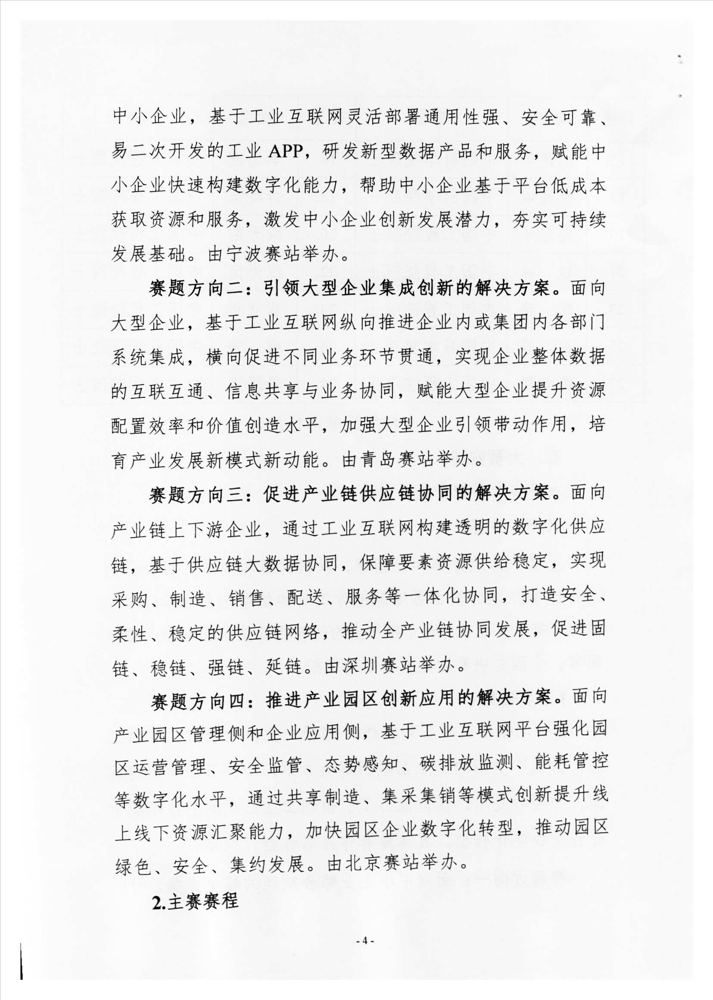 中小企业，基于工业互联网灵活部署通用性强、安全可靠、
易二次开发的工业 APP，研发新型数据产品和服务，赋能中
小企业快速构建数字化能力，帮助中小企业基于平台低成本
获取资源和服务，激发中小企业创新发展潜力，夯实可持续
发展基础。由宁波赛站举办。
赛题方向二：引领大型企业集成创新的解决方案。面向
大型企业，基于工业互联网纵向推进企业内或集团内各部门
系统集成，横向促进不同业务环节贯通，实现企业整体数据
的互联互通、信息共享与业务协同，赋能大型企业提升资源
配置效率和价值创造水平，加强大型企业引领带动作用，培
育产业发展新模式新动能。由青岛赛站举办。
赛题方向三：促进产业链供应链协同的解决方案。面向
产业链上下游企业，通过工业互联网构建透明的数字化供应
链，基于供应链大数据协同，保障要素资源供给稳定，实现
采购、制造、销售、配送、服务等一体化协同，打造安全、
柔性、稳定的供应链网络，推动全产业链协同发展，促进固
链、稳链、强链、延链。由深圳赛站举办。
赛题方向四：推进产业园区创新应用的解决方案。面向
产业园区管理侧和企业应用侧，基于工业互联网平台强化园
区运营管理、安全监管、态势感知、碳排放监测、能耗管控
等数字化水平，通过共享制造、集采集销等模式创新提升线
上线下资源汇聚能力，加快园区企业数字化转型，推动园区
绿色、安全、集约发展。由北京赛站举办。
2.主赛赛程
- 4 -